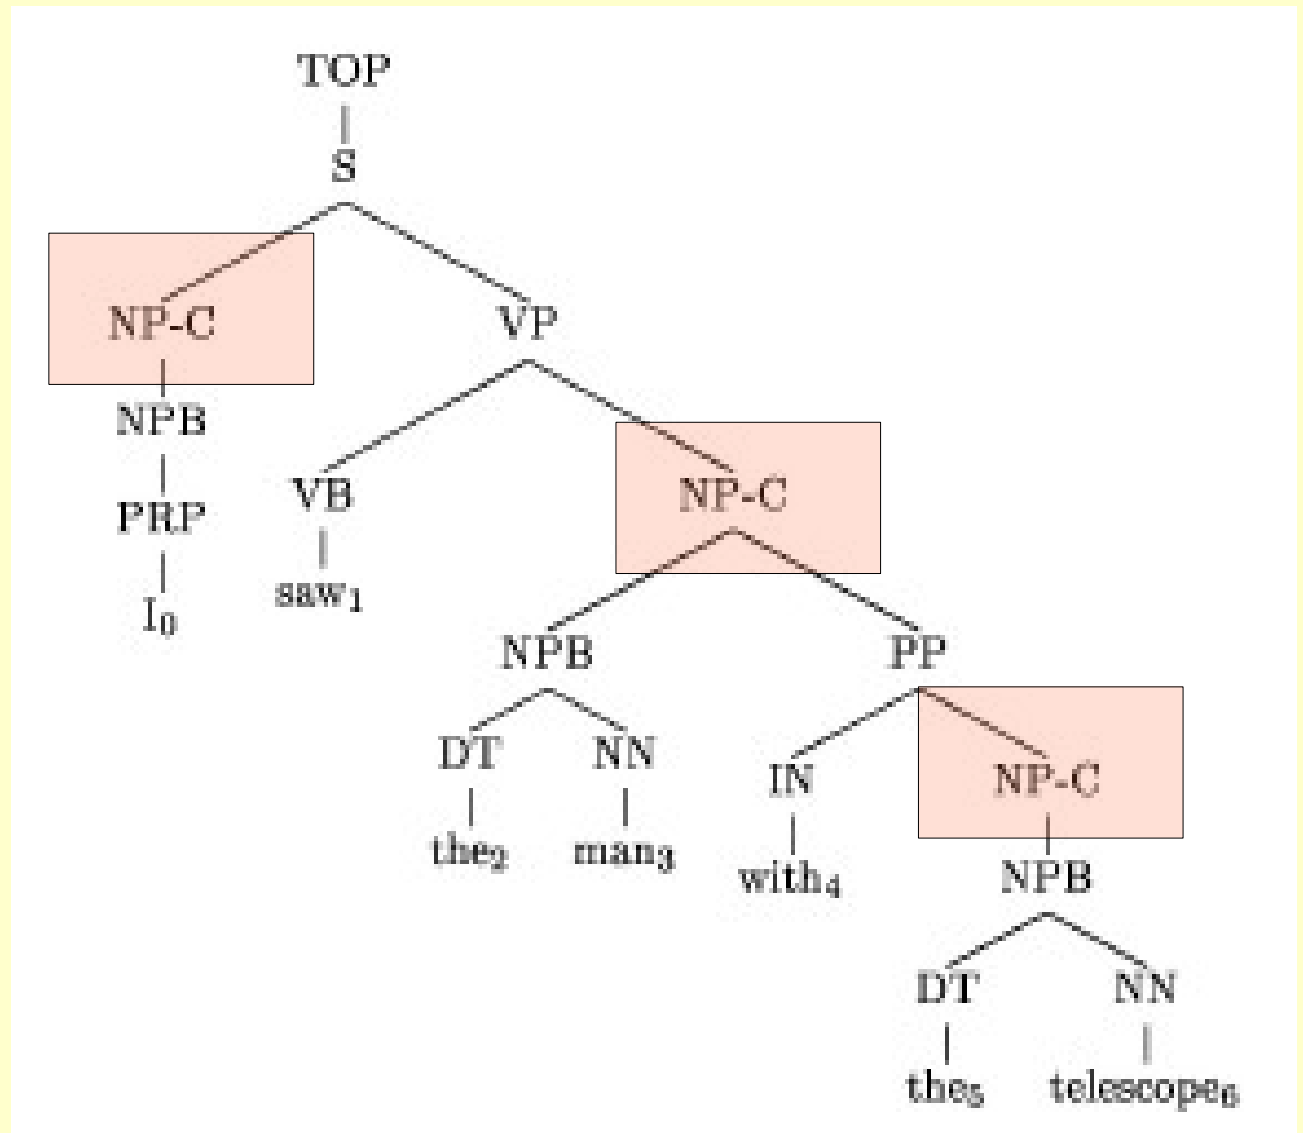 TOP
S
NP-C VP
NPB
VB NP-C
PRP
saw₁
I₀
NPB PP
DT NN
IN NP-C
the₂ man₃
with₄ NPB
DT NN
the₅ telescope₆